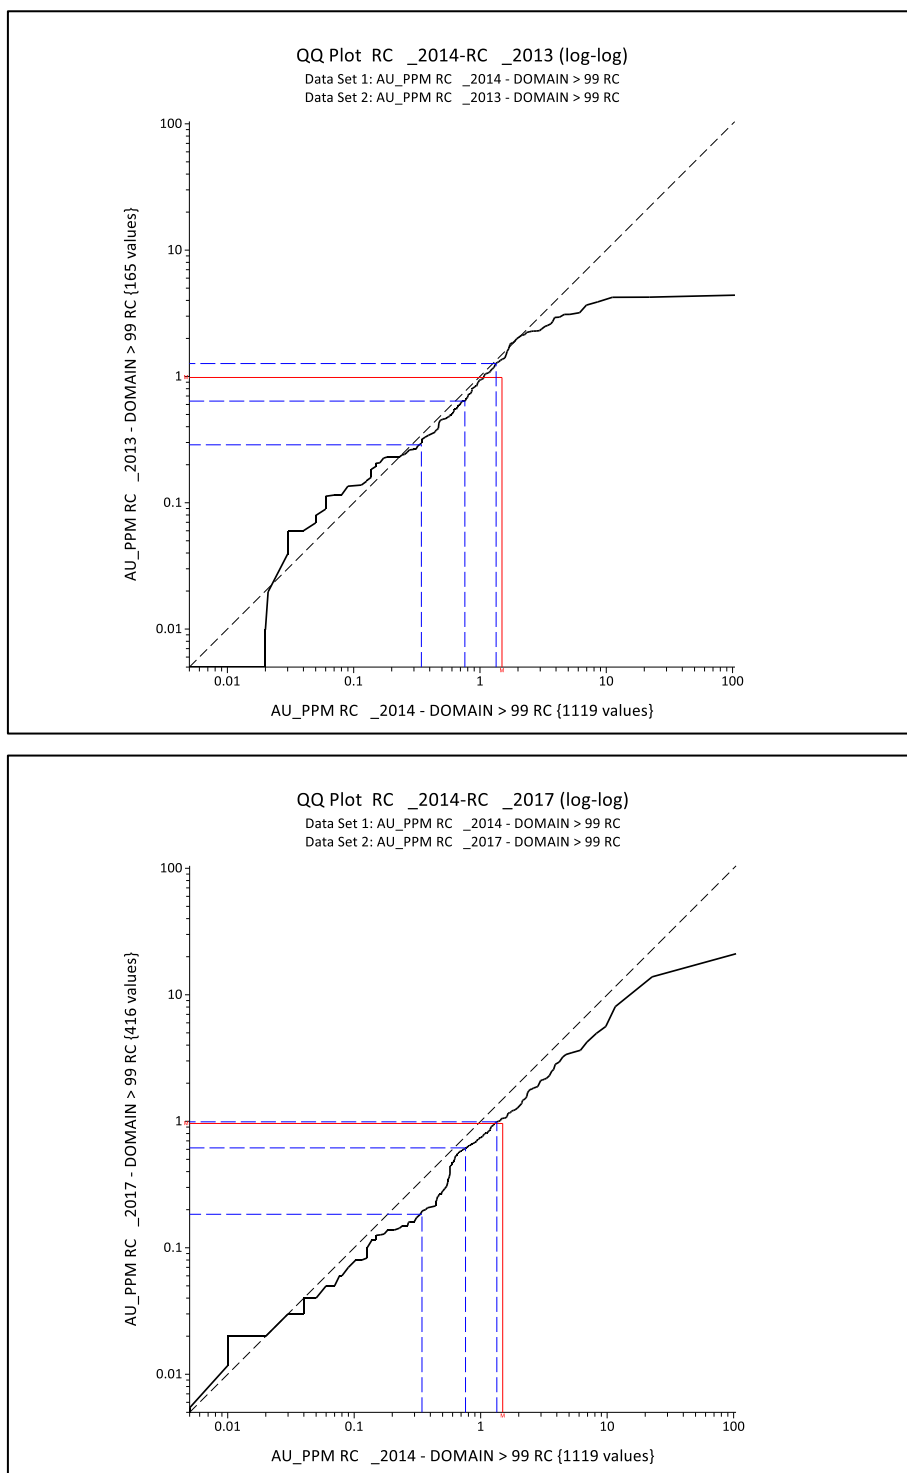 QQ Plot RC _2014-RC _2013 (log-log)
Data Set 1: AU_PPM RC _2014 - DOMAIN > 99 RC
Data Set 2: AU_PPM RC _2013 - DOMAIN > 99 RC
AU_PPM RC _2013 - DOMAIN > 99 RC {165 values}
100
10
1
0.1
0.01
0.01 0.1 1 10 100
AU_PPM RC _2014 - DOMAIN > 99 RC {1119 values}
QQ Plot RC _2014-RC _2017 (log-log)
Data Set 1: AU_PPM RC _2014 - DOMAIN > 99 RC
Data Set 2: AU_PPM RC _2017 - DOMAIN > 99 RC
AU_PPM RC _2017 - DOMAIN > 99 RC {416 values}
100
10
1
0.1
0.01
0.01 0.1 1 10 100
AU_PPM RC _2014 - DOMAIN > 99 RC {1119 values}